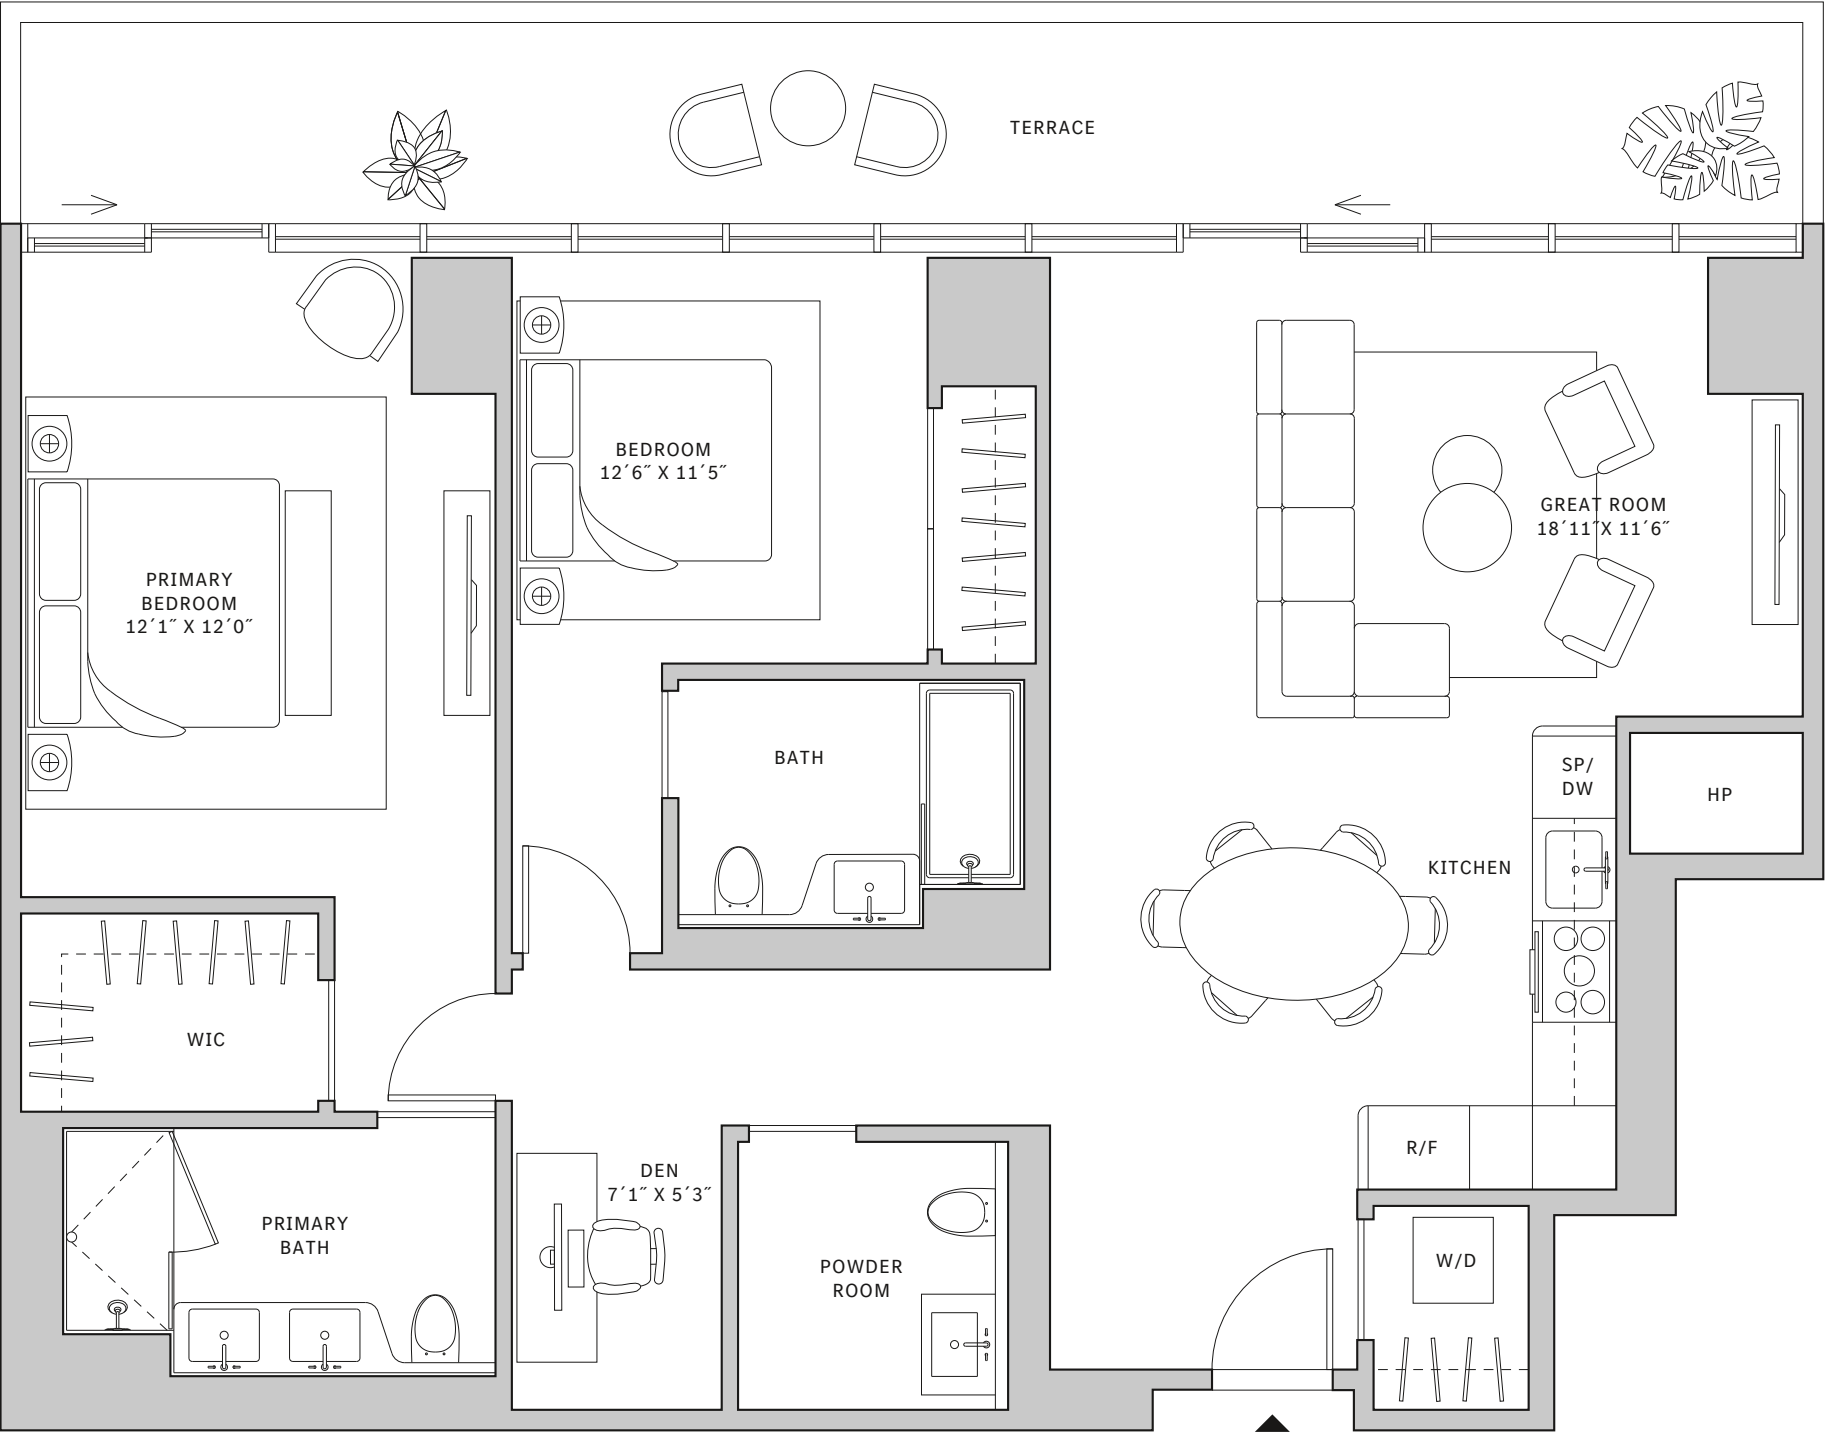 TERRACE
BEDROOM
12´6˝ X 11´5˝
GREAT ROOM
18´11˝X 11´6˝
PRIMARY
BEDROOM
12´1˝ X 12´0˝
BATH
SP/
DW
HP
KITCHEN
WIC
R/F
DEN
7´1˝ X 5´3˝
PRIMARY
BATH
POWDER
ROOM
W/D